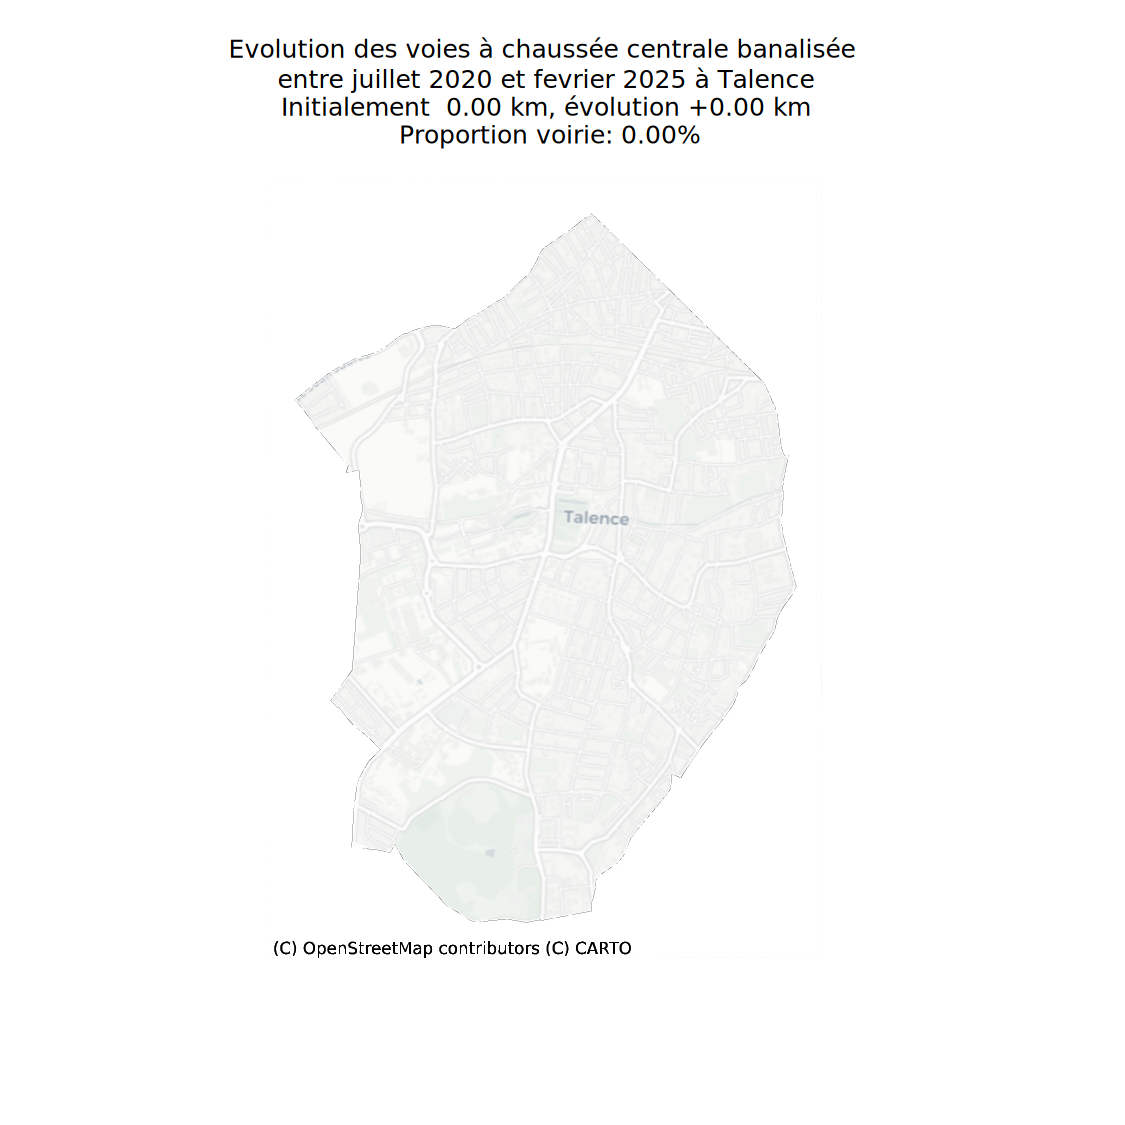 Evolution des voies à chaussée centrale banalisée
entre juillet 2020 et fevrier 2025 à Talence
Initialement  0.00 km, évolution +0.00 km
Proportion voirie: 0.00%
Talence
(C) OpenStreetMap contributors (C) CARTO